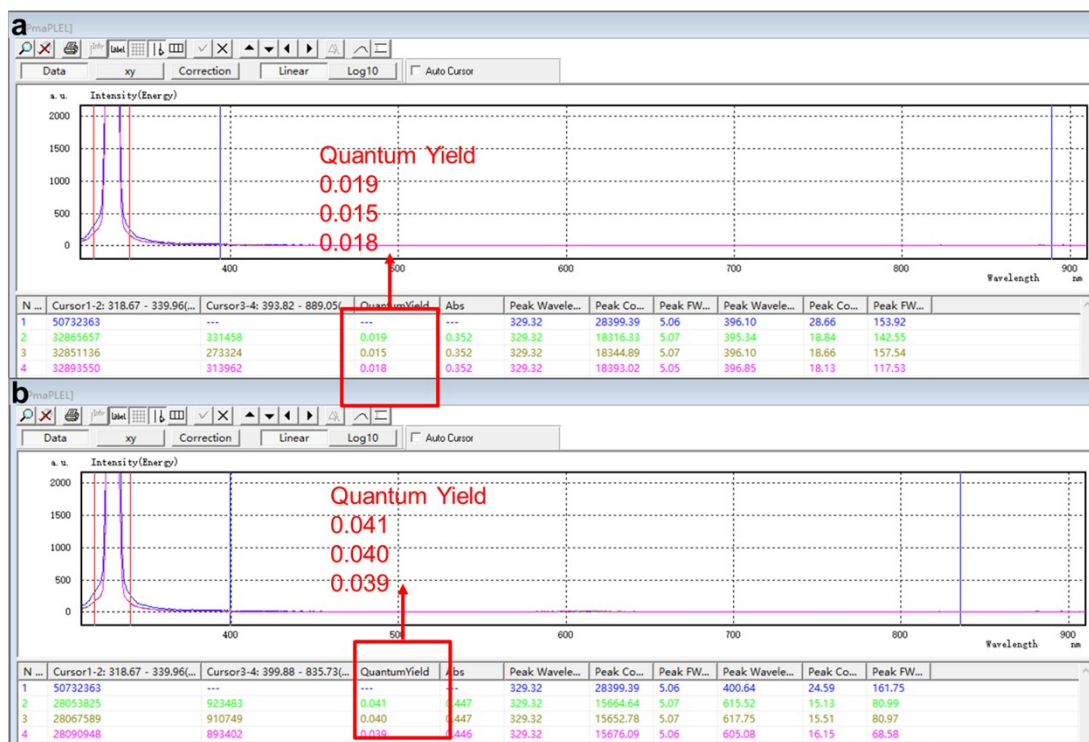 a
PmaPLEL]
Label
Data xy Correction Linear Log10 Auto Cursor
a. u. Intensity(Energy)
2000
1500
1000
500
0
Quantum Yield
0.019
0.015
0.018
400 500 600 700 800 900
Wavelength nm
N ... Cursor1-2: 318.67 - 339.96(... Cursor3-4: 393.82 - 889.05(... QuantumYield Abs Peak Wavele... Peak Co... Peak FW... Peak Wavele... Peak Co... Peak FW...
1 50732363 --- --- --- 329.32 28399.39 5.06 396.10 28.66 153.92
2 32865657 331458 0.019 0.352 329.32 18316.33 5.07 395.34 18.84 142.55
3 32851136 273324 0.015 0.352 329.32 18344.89 5.07 396.10 18.66 157.54
4 32893550 313962 0.018 0.352 329.32 18393.02 5.05 396.85 18.13 117.53
b
PmaPLEL]
Label
Data xy Correction Linear Log10 Auto Cursor
a. u. Intensity(Energy)
2000
1500
1000
500
0
Quantum Yield
0.041
0.040
0.039
400 500 600 700 800 900
Wavelength nm
N ... Cursor1-2: 318.67 - 339.96(... Cursor3-4: 399.88 - 835.73(... QuantumYield Abs Peak Wavele... Peak Co... Peak FW... Peak Wavele... Peak Co... Peak FW...
1 50732363 --- --- --- 329.32 28399.39 5.06 400.64 24.59 161.75
2 28053825 923483 0.041 0.447 329.32 15664.64 5.07 615.52 15.13 80.99
3 28067589 910749 0.040 0.447 329.32 15652.78 5.07 617.75 15.51 80.97
4 28090948 893402 0.039 0.446 329.32 15676.09 5.06 605.08 16.15 68.58